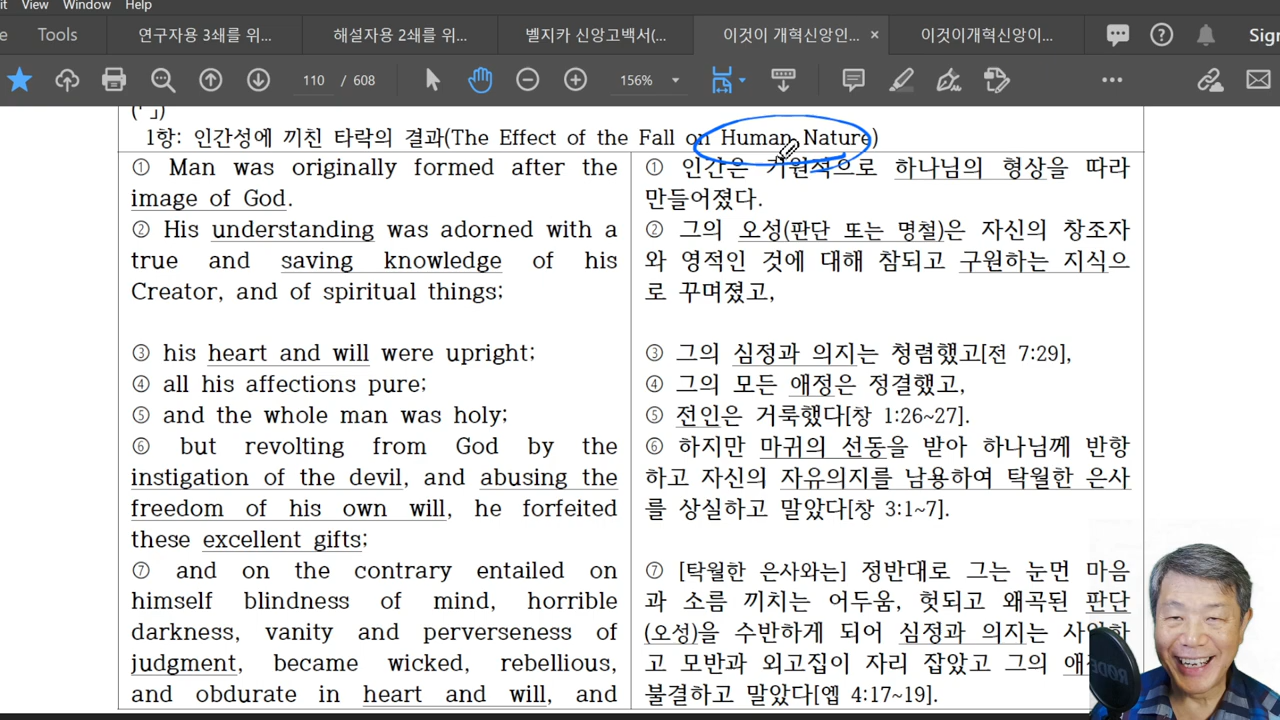 it View Window Help
e Tools 연구자용 3쇄를 위... 해설자용 2쇄를 위... 벨지카 신앙고백서(... 이것이 개혁신앙인... × 이것이개혁신앙이... Sig
110 / 608 156%
1항: 인간성에 끼친 타락의 결과(The Effect of the Fall on Human Nature)
① Man was originally formed after the
image of God.
② His understanding was adorned with a
true and saving knowledge of his
Creator, and of spiritual things;
③ his heart and will were upright;
④ all his affections pure;
⑤ and the whole man was holy;
⑥ but revolting from God by the
instigation of the devil, and abusing the
freedom of his own will, he forfeited
these excellent gifts;
⑦ and on the contrary entailed on
himself blindness of mind, horrible
darkness, vanity and perverseness of
judgment, became wicked, rebellious,
and obdurate in heart and will, and
① 인간은 기원적으로 하나님의 형상을 따라
만들어졌다.
② 그의 오성(판단 또는 명철)은 자신의 창조자
와 영적인 것에 대해 참되고 구원하는 지식으
로 꾸며졌고,
③ 그의 심정과 의지는 청렴했고[전 7:29],
④ 그의 모든 애정은 정결했고,
⑤ 전인은 거룩했다[창 1:26~27].
⑥ 하지만 마귀의 선동을 받아 하나님께 반항
하고 자신의 자유의지를 남용하여 탁월한 은사
를 상실하고 말았다[창 3:1~7].
⑦ [탁월한 은사와는] 정반대로 그는 눈먼 마음
과 소름 끼치는 어두움, 헛되고 왜곡된 판단
(오성)을 수반하게 되어 심정과 의지는
고 모반과 외고집이 자리 잡았고 그의
불결하고 말았다[엡 4:17~19].
RODE